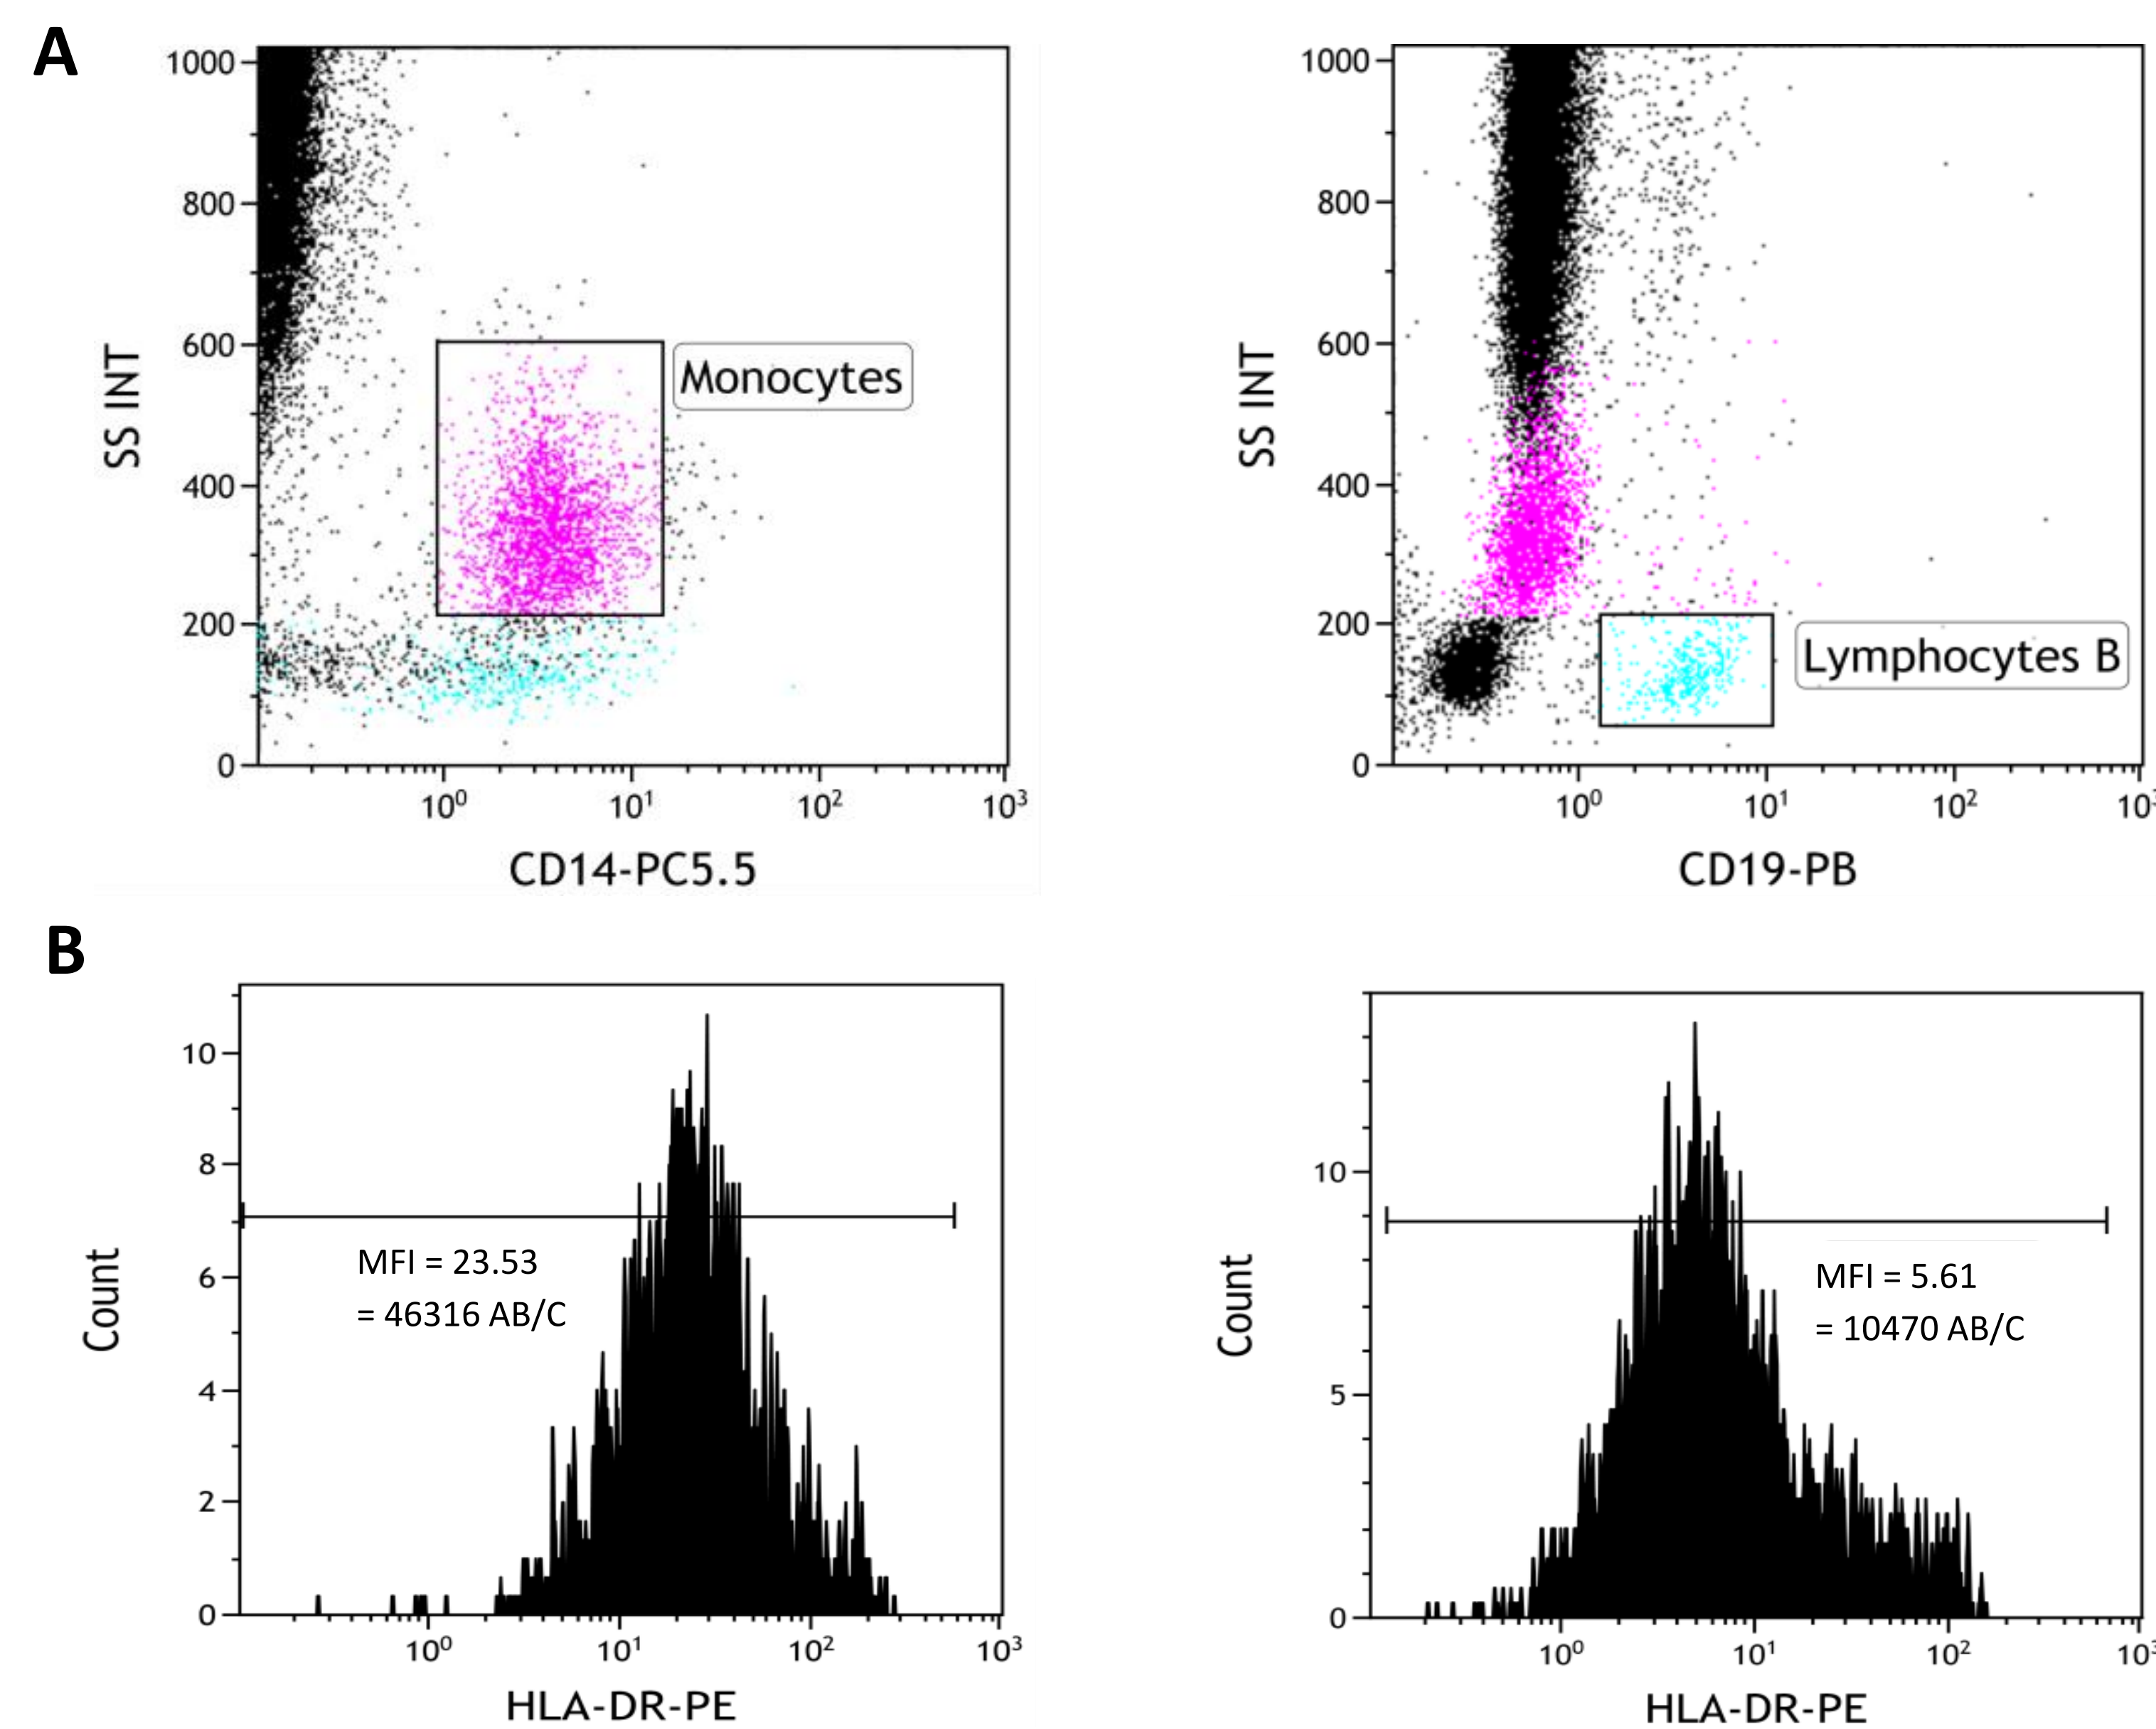 A
1000
800
600
400
200
0
SS INT
Monocytes
10⁰ 10¹ 10² 10³
CD14-PC5.5
1000
800
600
400
200
0
SS INT
Lymphocytes B
10⁰ 10¹ 10² 10³
CD19-PB
B
10
8
6
4
2
0
Count
MFI = 23.53
= 46316 AB/C
10⁰ 10¹ 10² 10³
HLA-DR-PE
10
5
0
Count
MFI = 5.61
= 10470 AB/C
10⁰ 10¹ 10² 10³
HLA-DR-PE